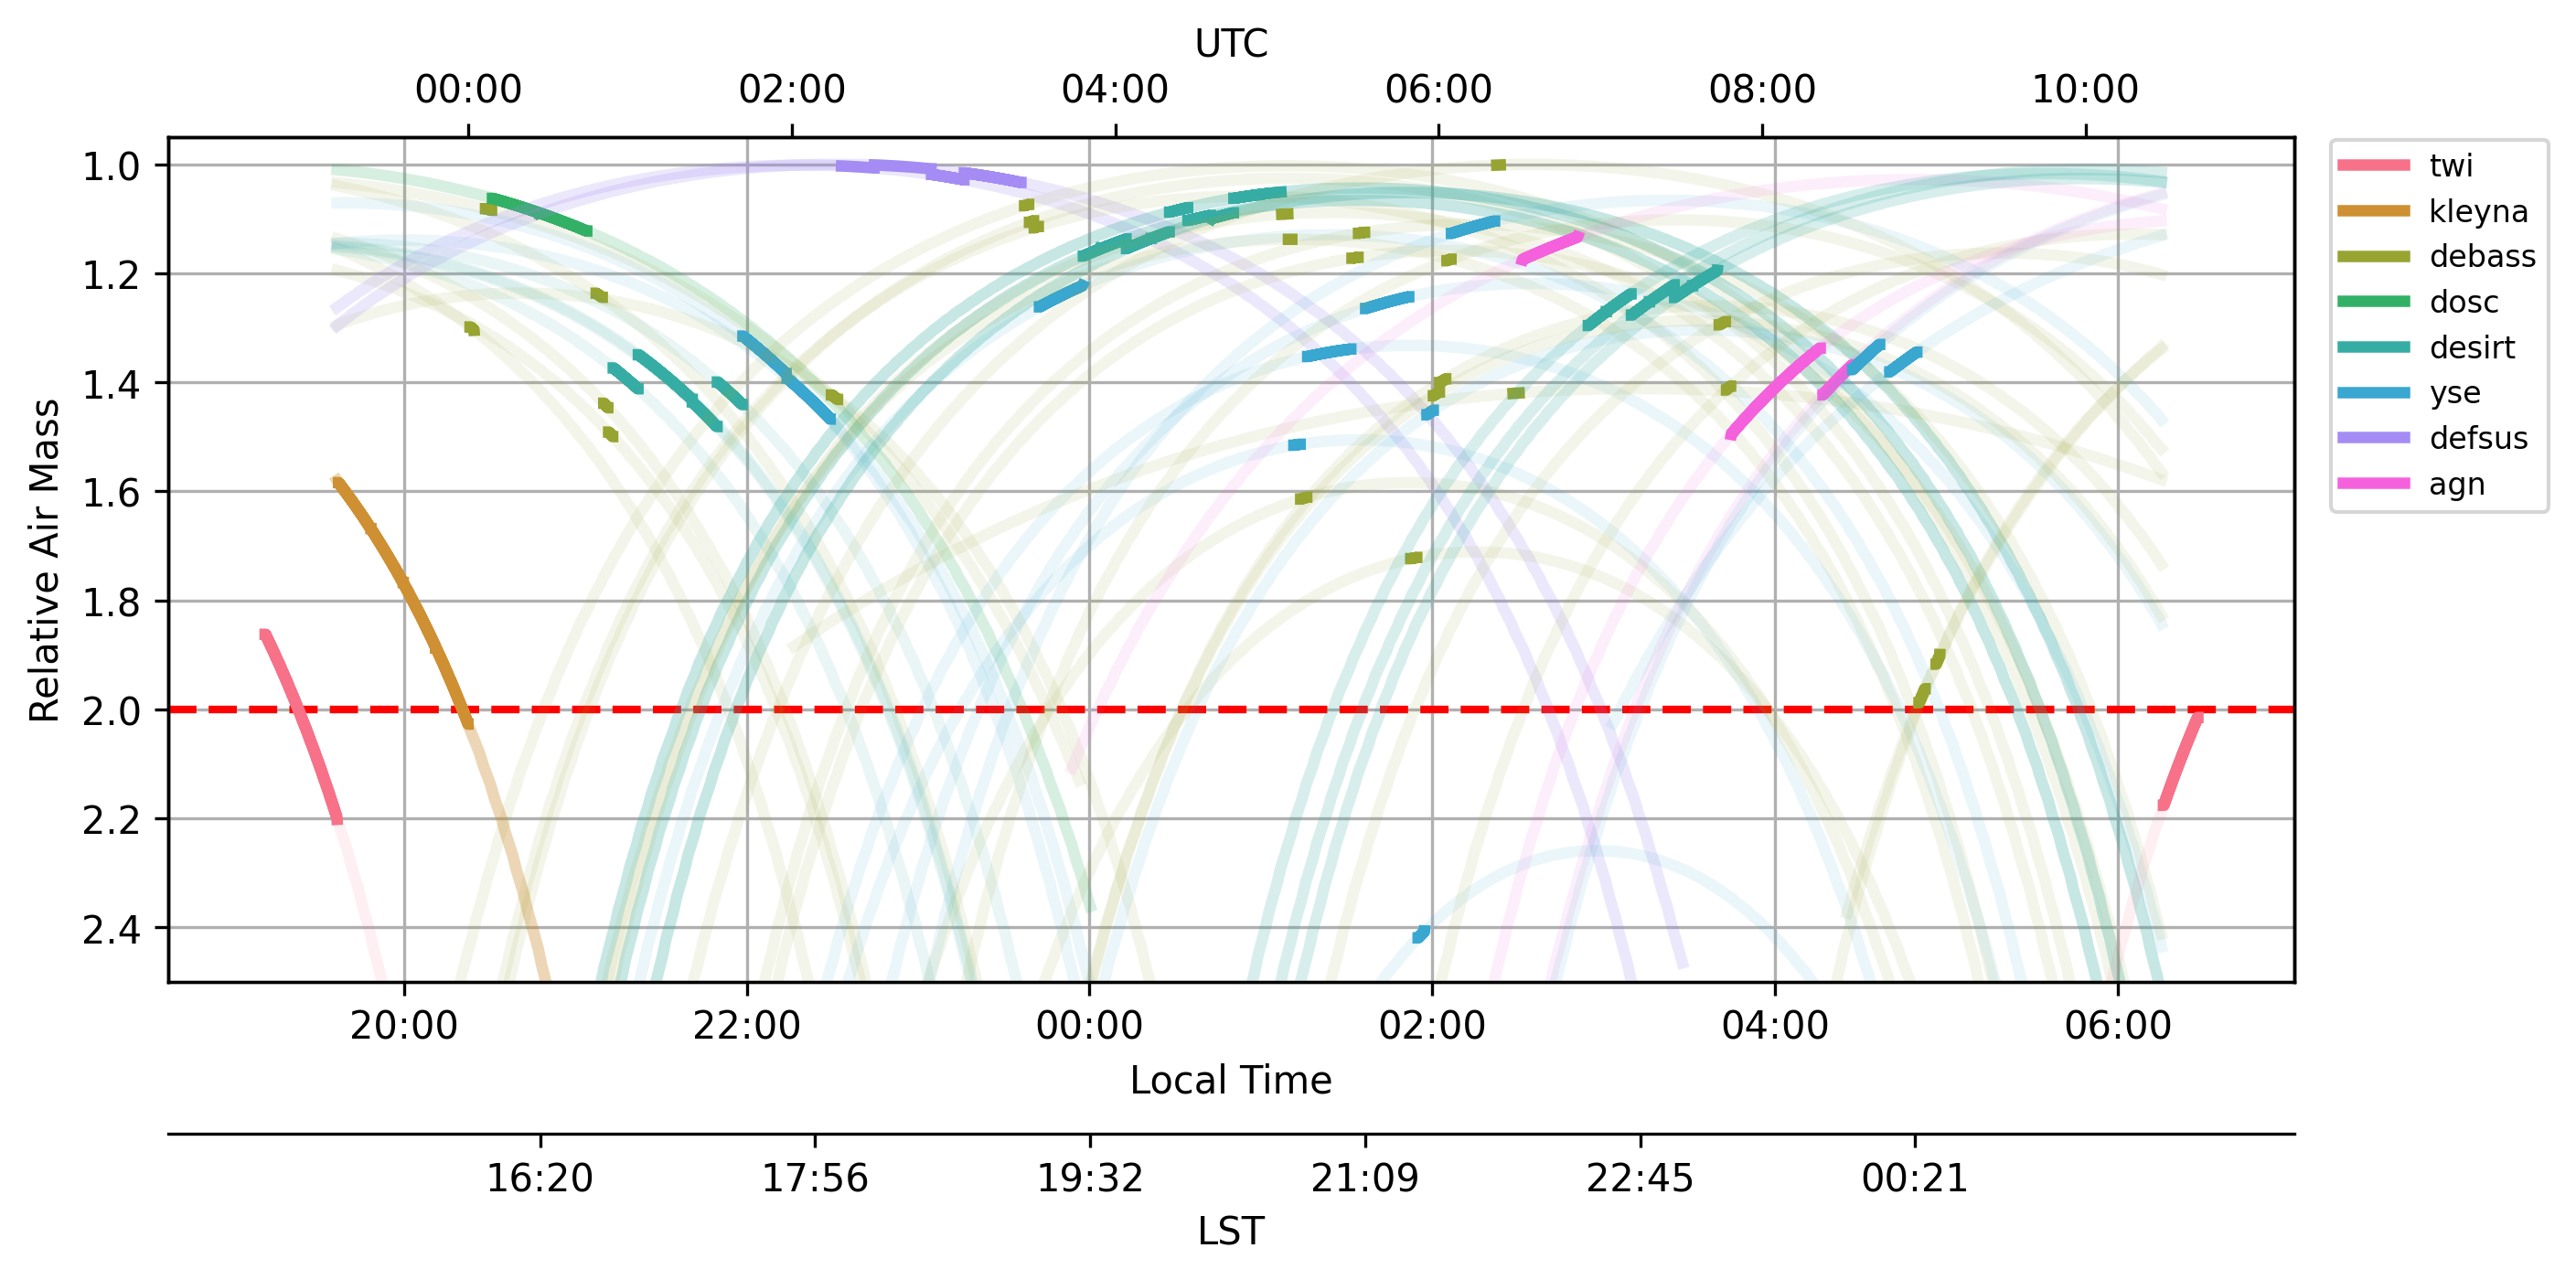 UTC
00:00 02:00 04:00 06:00 08:00 10:00
Relative Air Mass
1.0
1.2
1.4
1.6
1.8
2.0
2.2
2.4
twi
kleyna
debass
dosc
desirt
yse
defsus
agn
20:00 22:00 00:00 02:00 04:00 06:00
Local Time
16:20 17:56 19:32 21:09 22:45 00:21
LST